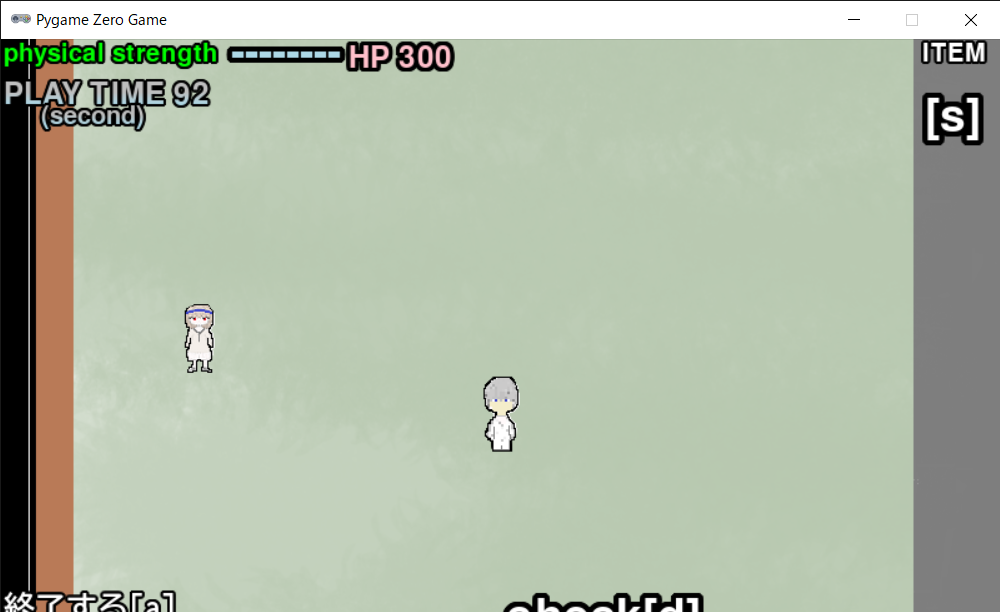 Pygame Zero Game
physical strength HP 300
ITEM
PLAY TIME 92
(second)
[s]
終了する[a]
check[d]